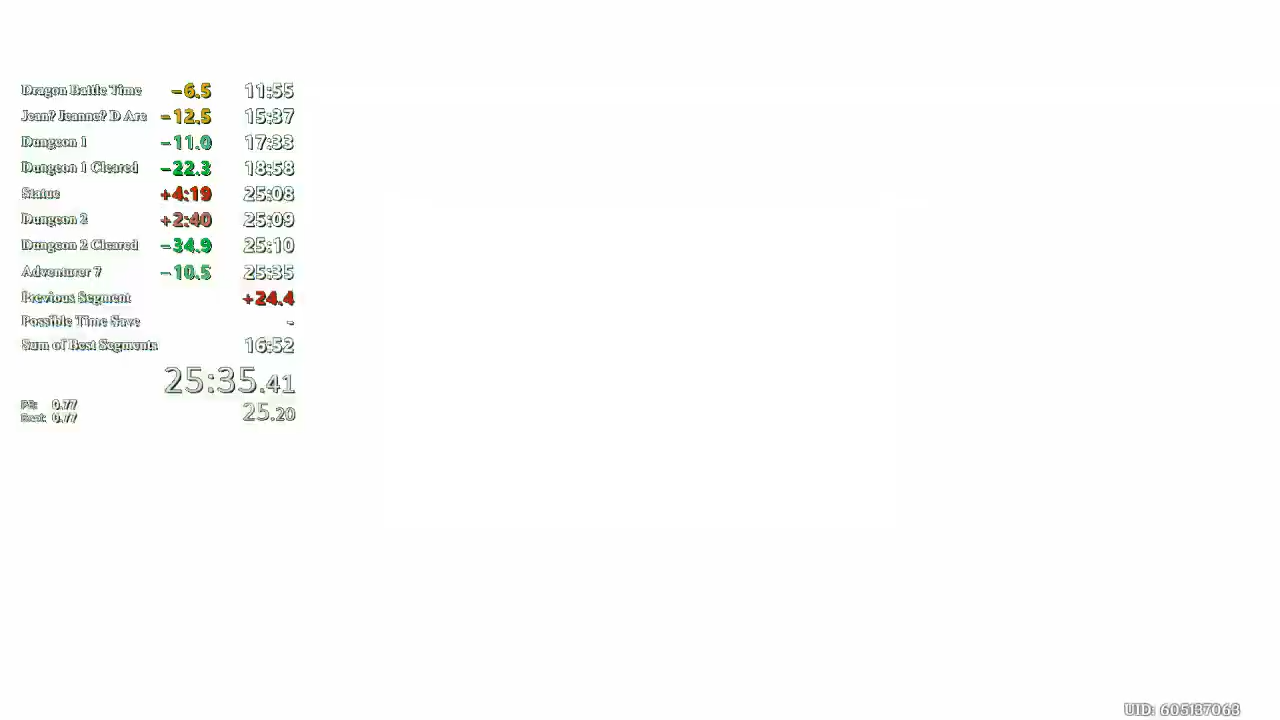 Dragon Battle Time −6.5 11:55
Jean? Jeanne? D Arc −12.5 15:37
Dungeon 1 −11.0 17:33
Dungeon 1 Cleared −22.3 18:58
Statue +4:19 25:08
Dungeon 2 +2:40 25:09
Dungeon 2 Cleared −34.9 25:10
Adventurer 7 −10.5 25:35
Previous Segment +24.4
Possible Time Save -
Sum of Best Segments 16:52
25:35.41
PB: 0.77 25.20
Best: 0.77
UID: 605137063